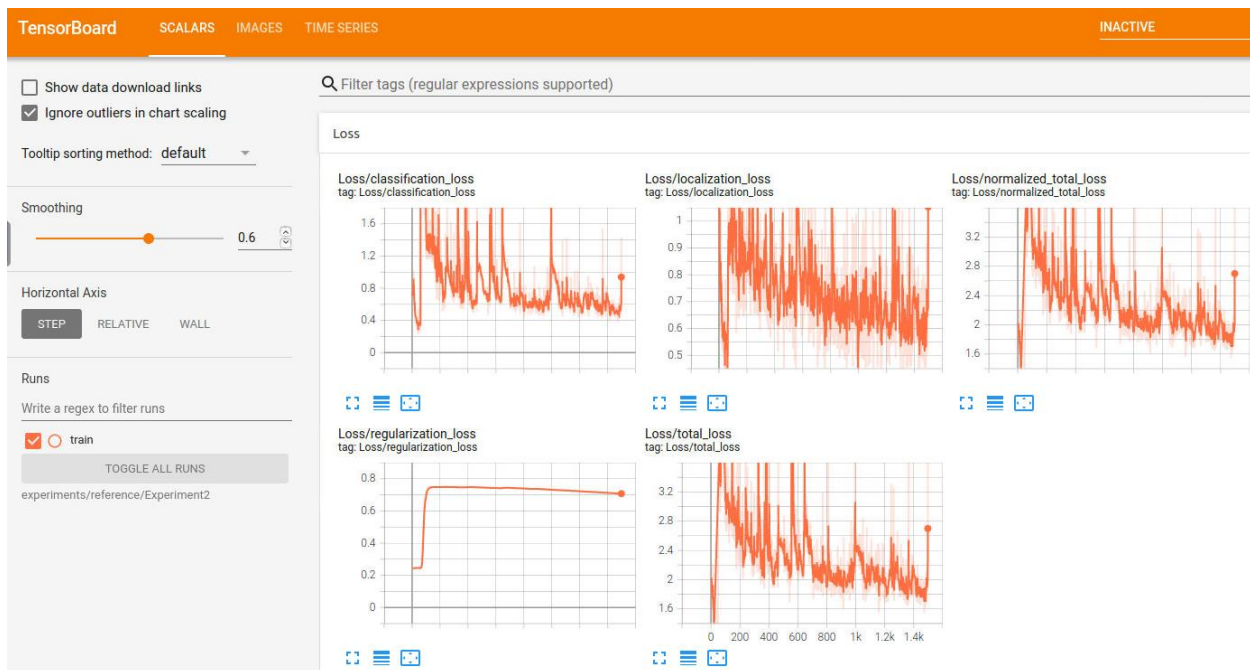 TensorBoard SCALARS IMAGES TIME SERIES INACTIVE
Show data download links
Ignore outliers in chart scaling
Tooltip sorting method: default
Smoothing
0.6
Horizontal Axis
STEP RELATIVE WALL
Runs
Write a regex to filter runs
train
TOGGLE ALL RUNS
experiments/reference/Experiment2
Filter tags (regular expressions supported)
Loss
Loss/classification_loss
tag: Loss/classification_loss
1.6
1.2
0.8
0.4
0
Loss/localization_loss
tag: Loss/localization_loss
1
0.9
0.8
0.7
0.6
0.5
Loss/normalized_total_loss
tag: Loss/normalized_total_loss
3.2
2.8
2.4
2
1.6
Loss/regularization_loss
tag: Loss/regularization_loss
0.8
0.6
0.4
0.2
0
Loss/total_loss
tag: Loss/total_loss
3.2
2.8
2.4
2
1.6
0 200 400 600 800 1k 1.2k 1.4k